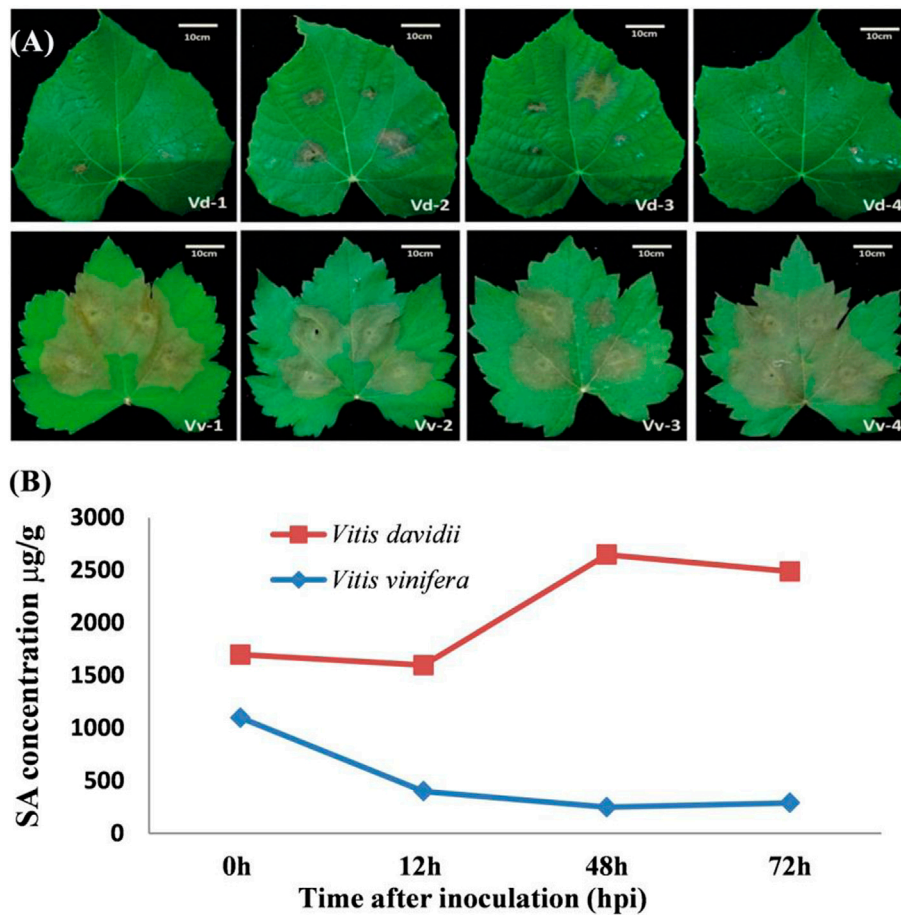 (A)
10cm 10cm 10cm 10cm
Vd-1 Vd-2 Vd-3 Vd-4
10cm 10cm 10cm 10cm
Vv-1 Vv-2 Vv-3 Vv-4
(B)
SA concentration µg/g
3000
2500
2000
1500
1000
500
0
Vitis davidii
Vitis vinifera
0h 12h 48h 72h
Time after inoculation (hpi)